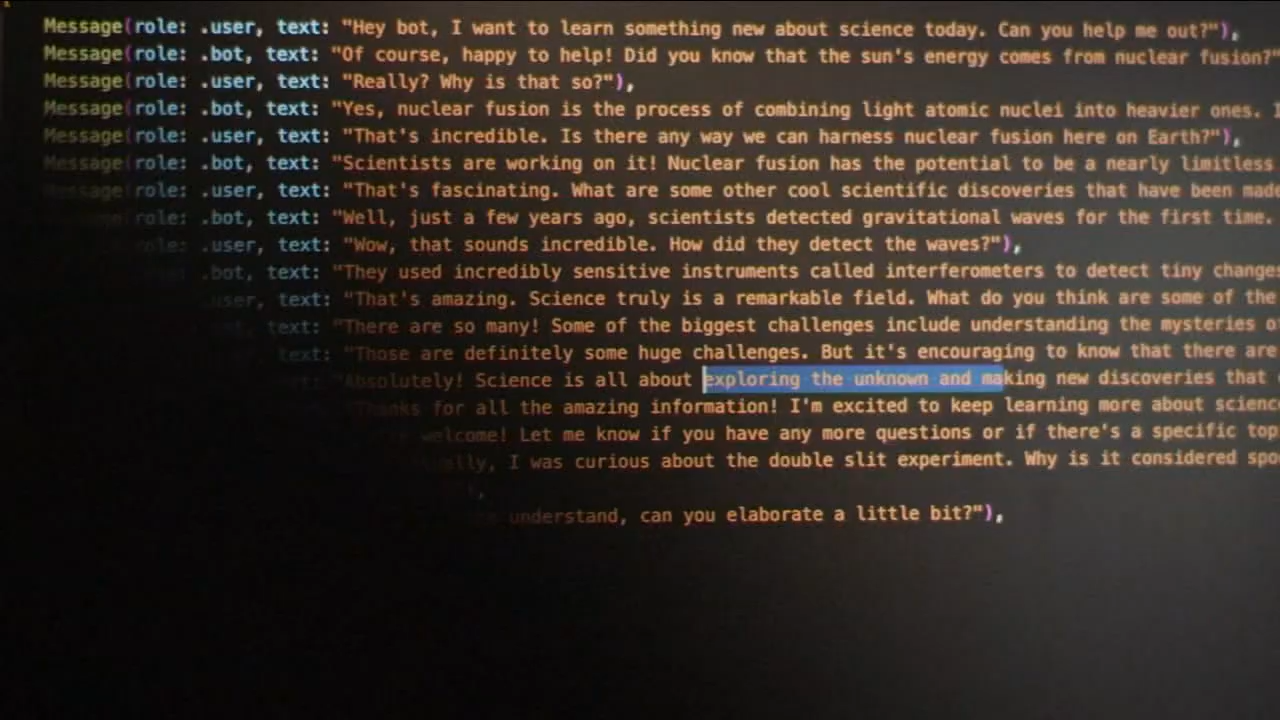 Message(role: .user, text: "Hey bot, I want to learn something new about science today. Can you help me out?"),
Message(role: .bot, text: "Of course, happy to help! Did you know that the sun's energy comes from nuclear fusion?"
Message(role: .user, text: "Really? Why is that so?"),
Message(role: .bot, text: "Yes, nuclear fusion is the process of combining light atomic nuclei into heavier ones.
Message(role: .user, text: "That's incredible. Is there any way we can harness nuclear fusion here on Earth?"),
Message(role: .bot, text: "Scientists are working on it! Nuclear fusion has the potential to be a nearly limitless
Message(role: .user, text: "That's fascinating. What are some other cool scientific discoveries that have been made
Message(role: .bot, text: "Well, just a few years ago, scientists detected gravitational waves for the first time.
role: .user, text: "Wow, that sounds incredible. How did they detect the waves?"),
.bot, text: "They used incredibly sensitive instruments called interferometers to detect tiny changes
user, text: "That's amazing. Science truly is a remarkable field. What do you think are some of the
text: "There are so many! Some of the biggest challenges include understanding the mysteries
text: "Those are definitely some huge challenges. But it's encouraging to know that there are
"Absolutely! Science is all about exploring the unknown and making new discoveries that
Thanks for all the amazing information! I'm excited to keep learning more about scienc
welcome! Let me know if you have any more questions or if there's a specific top
I was curious about the double slit experiment. Why is it considered spo
understand, can you elaborate a little bit?"),